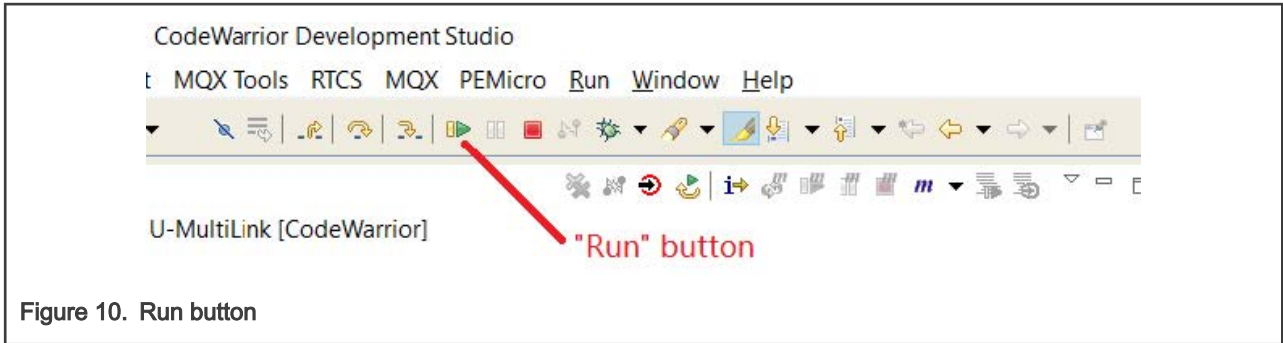 CodeWarrior Development Studio
t MQX Tools RTCS MQX PEMicro Run Window Help
U-MultiLink [CodeWarrior]
"Run" button
Figure 10. Run button